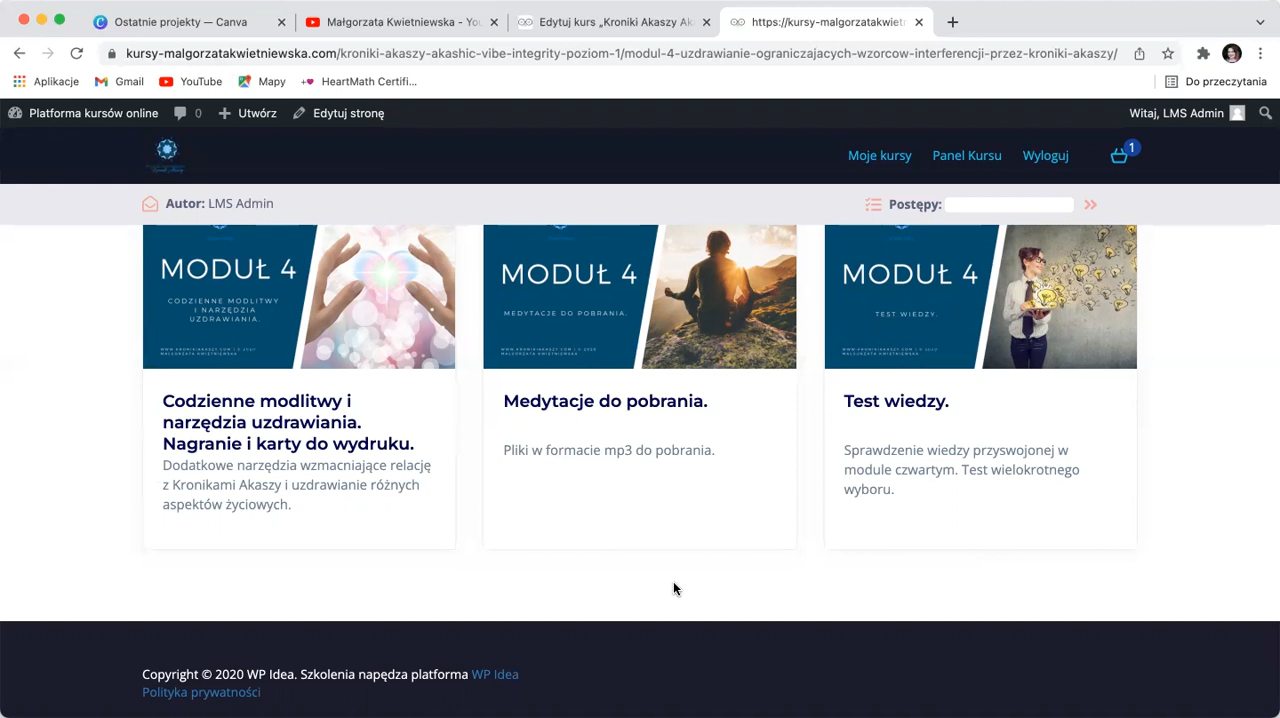 Ostatnie projekty — Canva
Małgorzata Kwietniewska - You
Edytuj kurs „Kroniki Akaszy Ak
https://kursy-malgorzatakwietn
kursy-malgorzatakwietniewska.com/kroniki-akaszy-akashic-vibe-integrity-poziom-1/modul-4-uzdrawianie-ograniczajacych-wzorcow-interferencji-przez-kroniki-akaszy/
Aplikacje Gmail YouTube Mapy HeartMath Certifi... Do przeczytania
Platforma kursów online 0 Utwórz Edytuj stronę Witaj, LMS Admin
Moje kursy Panel Kursu Wyloguj 1
Autor: LMS Admin Postępy:
MODUŁ 4
CODZIENNE MODLITWY
I NARZĘDZIA
UZDRAWIANIA.
MODUŁ 4
MEDYTACJE DO POBRANIA.
MODUŁ 4
TEST WIEDZY.
Codzienne modlitwy i
narzędzia uzdrawiania.
Nagranie i karty do wydruku.
Dodatkowe narzędzia wzmacniające relację
z Kronikami Akaszy i uzdrawianie różnych
aspektów życiowych.
Medytacje do pobrania.
Pliki w formacie mp3 do pobrania.
Test wiedzy.
Sprawdzenie wiedzy przyswojonej w
module czwartym. Test wielokrotnego
wyboru.
Copyright © 2020 WP Idea. Szkolenia napędza platforma WP Idea
Polityka prywatności